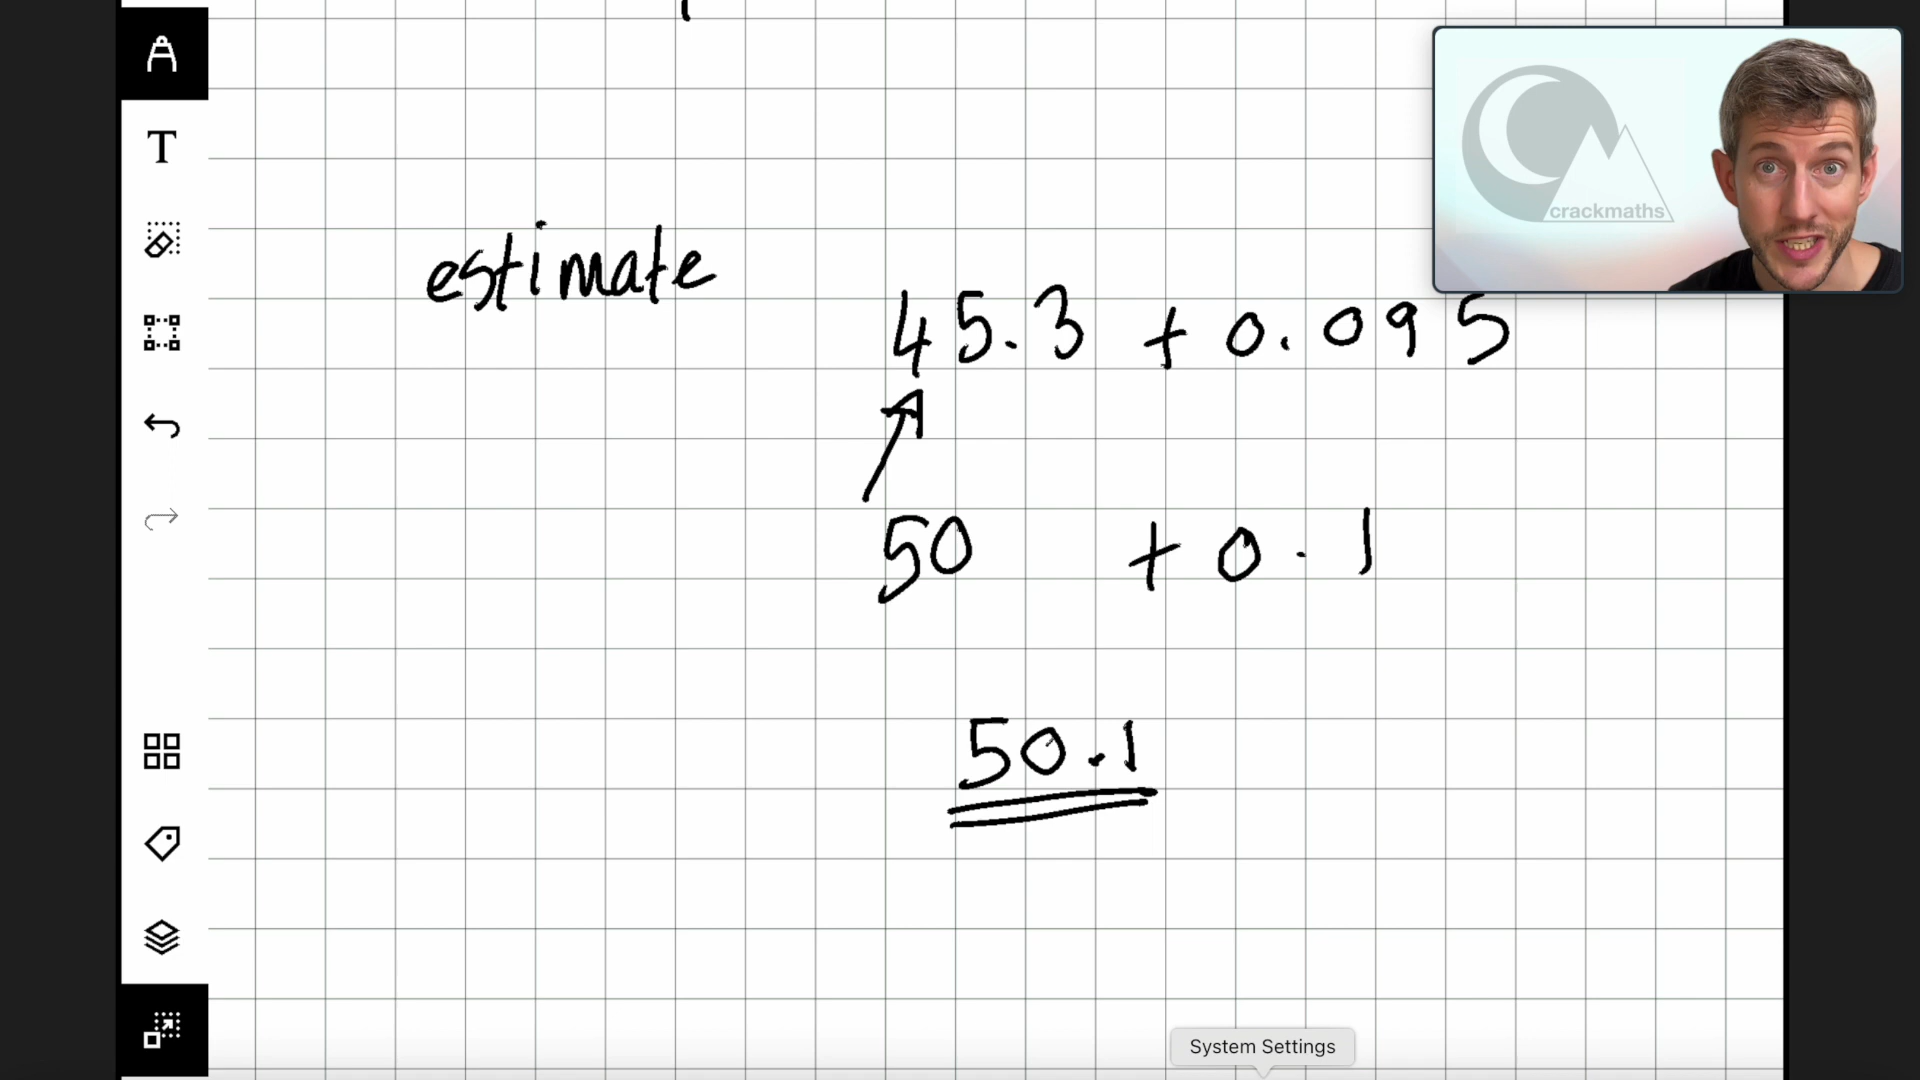 T
crackmaths
estimate
45.3 + 0.095
50 + 0.1
50.1
System Settings